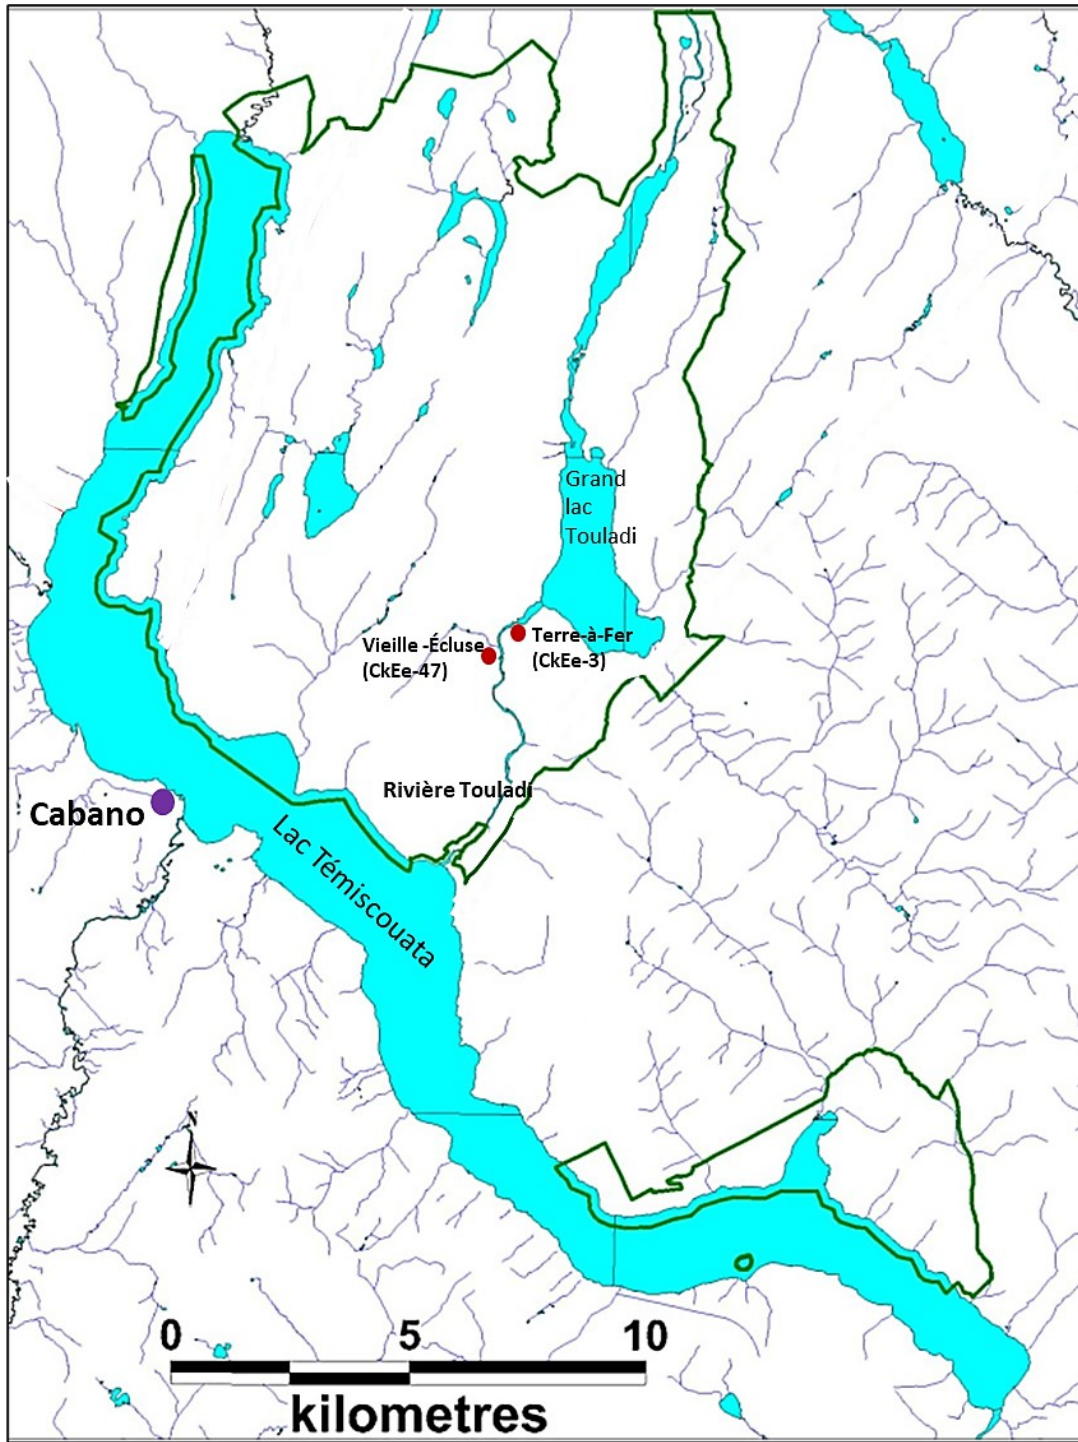 Grand
lac
Touladi
Terre-à-Fer
(CkEe-3)
Vieille -Écluse
(CkEe-47)
Rivière Touladi
Cabano
Lac Témiscouata
N
0 5 10
kilometres